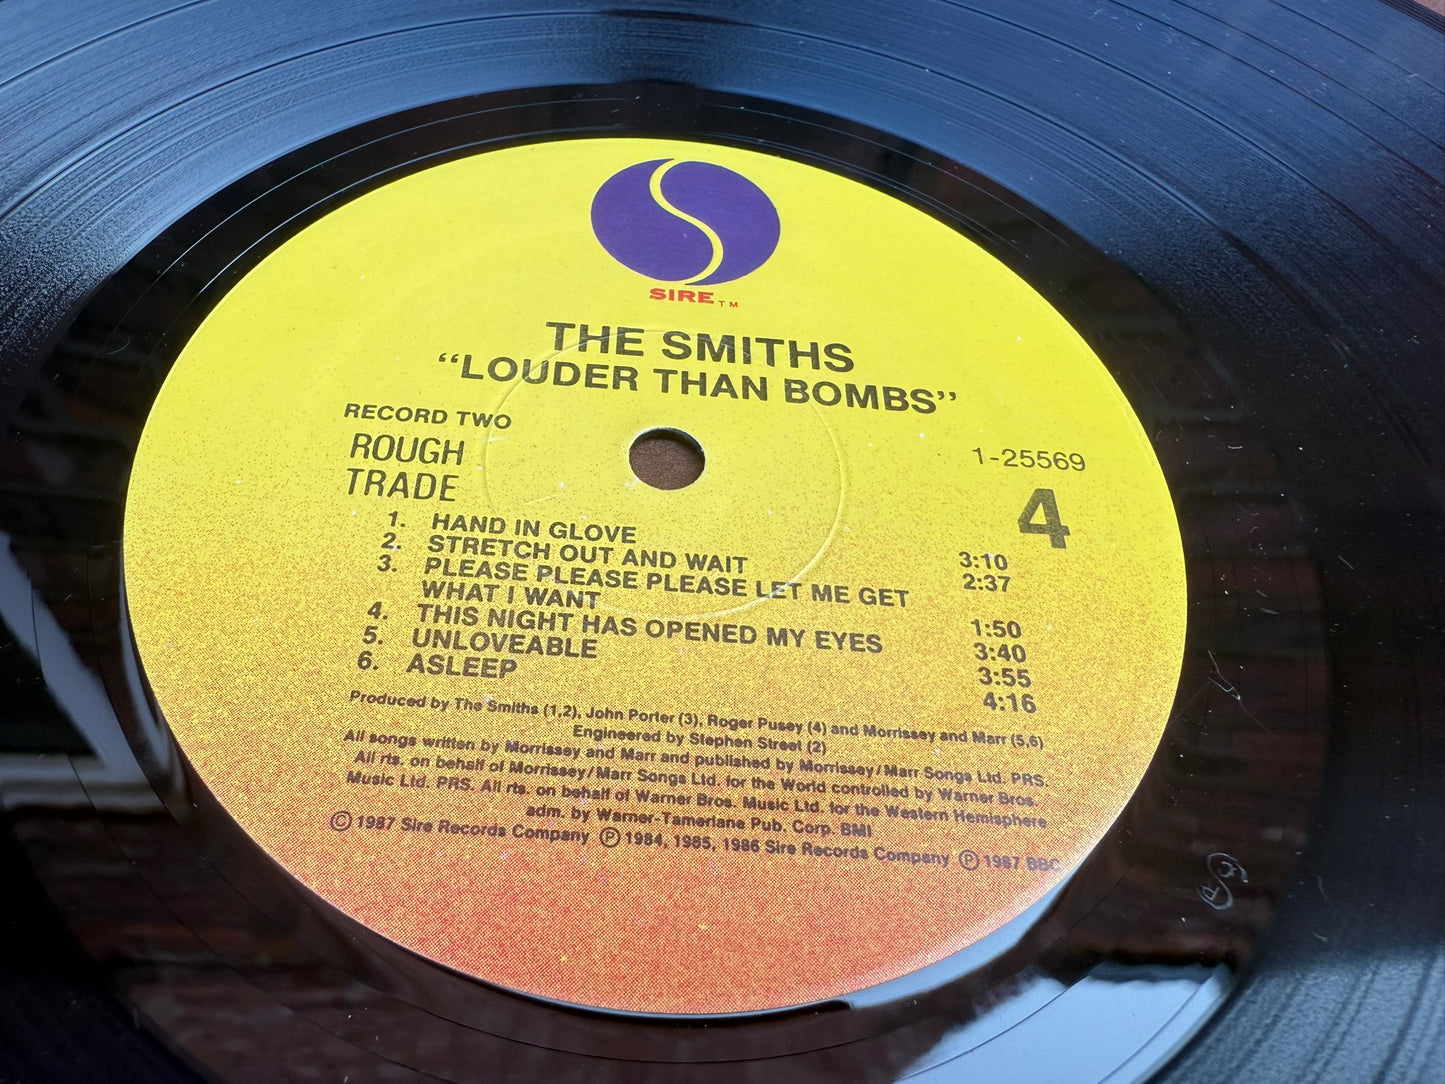 SIRE™
THE SMITHS
“LOUDER THAN BOMBS”
RECORD TWO
ROUGH
TRADE
1-25569
4
1. HAND IN GLOVE 3:10
2. STRETCH OUT AND WAIT 2:37
3. PLEASE PLEASE PLEASE LET ME GET
WHAT I WANT 1:50
4. THIS NIGHT HAS OPENED MY EYES 3:40
5. UNLOVEABLE 3:55
6. ASLEEP 4:16
Produced by The Smiths (1,2), John Porter (3), Roger Pusey (4) and Morrissey and Marr (5,6)
Engineered by Stephen Street (2)
All songs written by Morrissey and Marr and published by Morrissey/Marr Songs Ltd. PRS.
All rts. on behalf of Morrissey/Marr Songs Ltd. for the World controlled by Warner Bros.
Music Ltd. PRS. All rts. on behalf of Warner Bros. Music Ltd. for the Western Hemisphere
adm. by Warner-Tamerlane Pub. Corp. BMI
© 1987 Sire Records Company ℗ 1984, 1985, 1986 Sire Records Company ℗ 1987 BBC